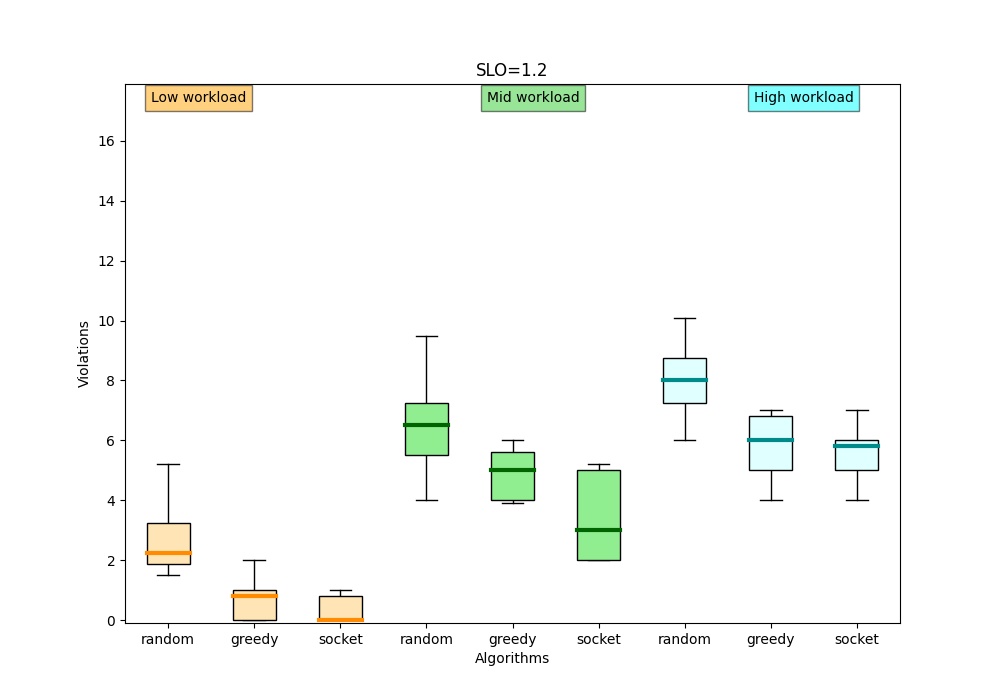 SLO=1.2
Low workload Mid workload High workload
16
14
12
10
8
6
4
2
0
Violations
random greedy socket random greedy socket random greedy socket
Algorithms